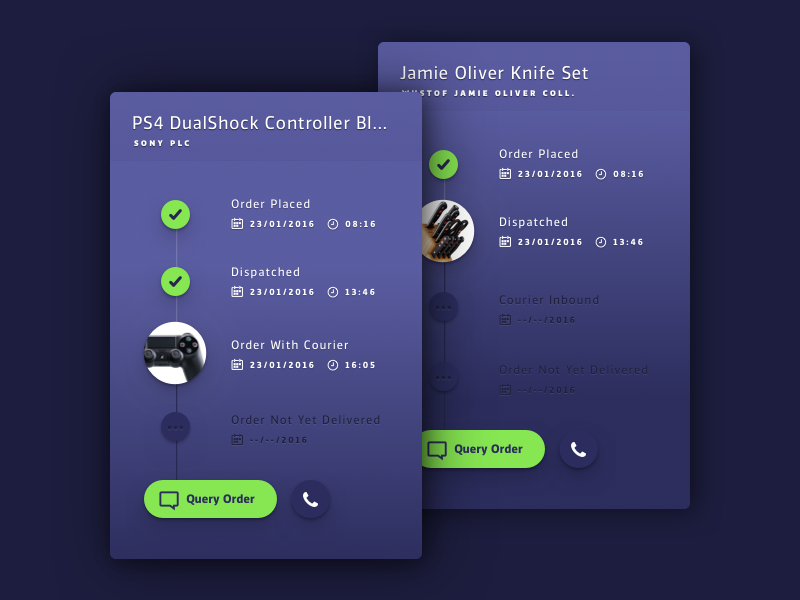 PS4 DualShock Controller Bl...
SONY PLC
Order Placed
23/01/2016 08:16
Dispatched
23/01/2016 13:46
Order With Courier
23/01/2016 16:05
Order Not Yet Delivered
--/--/2016
Query Order
Jamie Oliver Knife Set
JAMIE OLIVER COLL.
Order Placed
23/01/2016 08:16
Dispatched
23/01/2016 13:46
Courier Inbound
--/--/2016
Order Not Yet Delivered
--/--/2016
Query Order